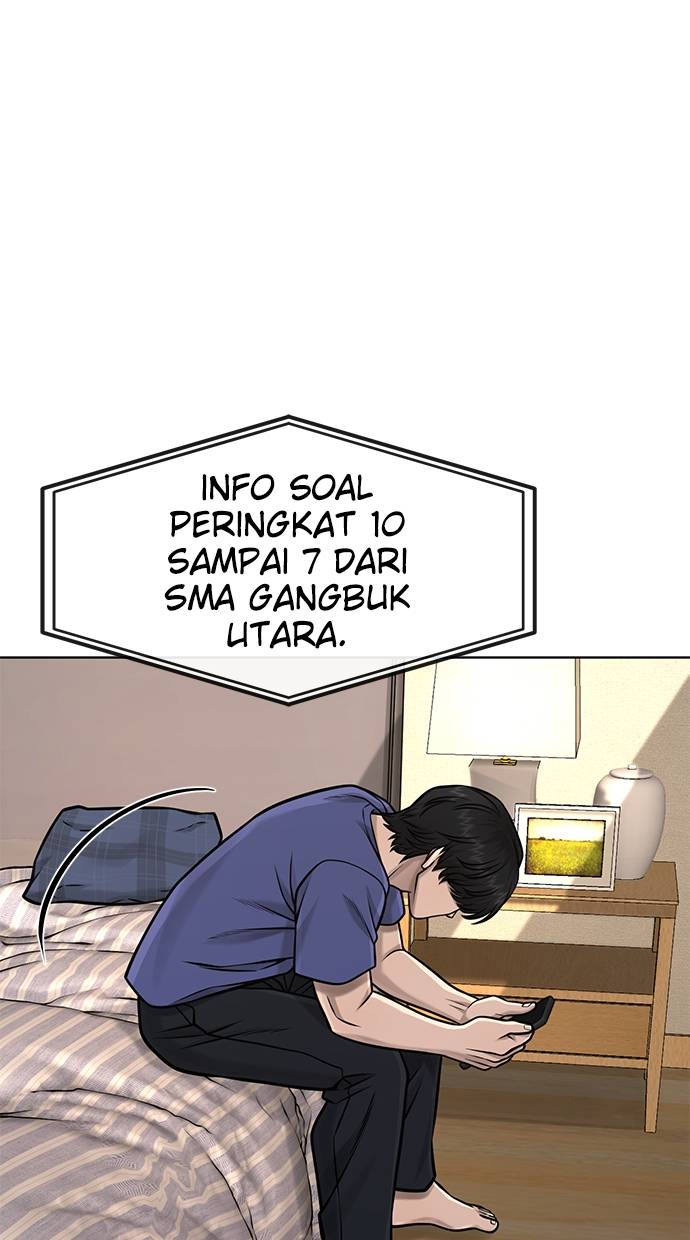 INFO SOAL
PERINGKAT 10
SAMPAI 7 DARI
SMA GANGBUK
UTARA.